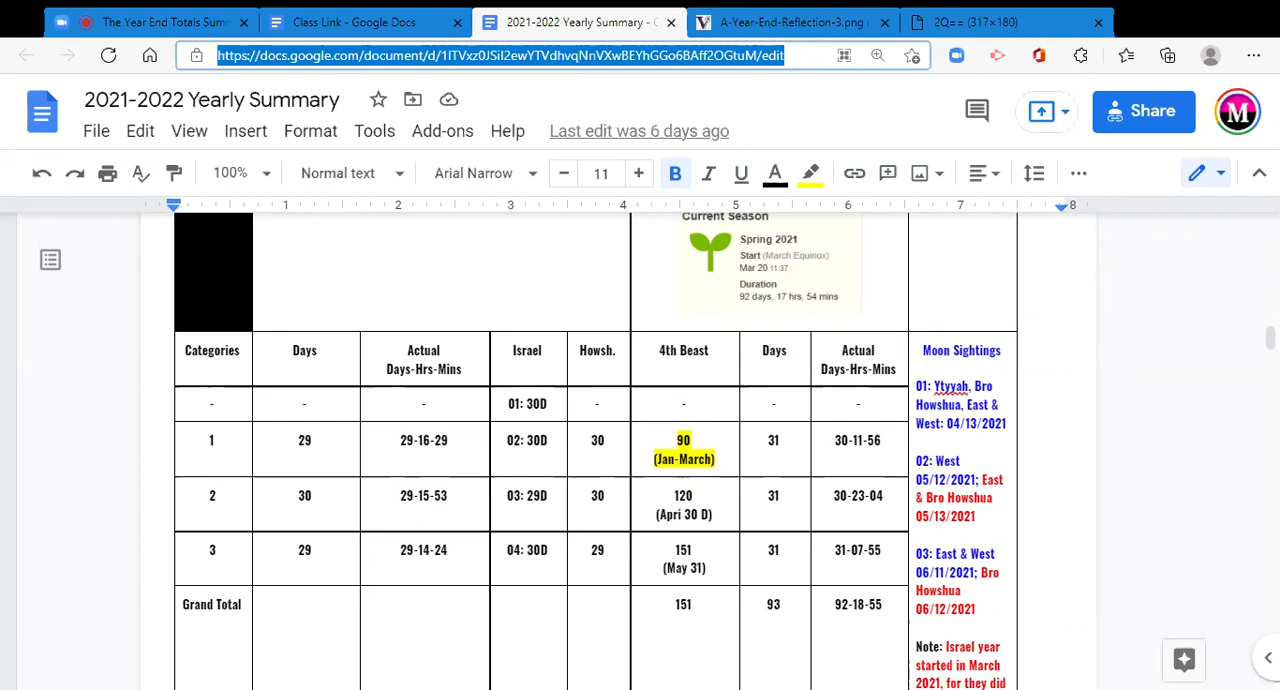 The Year End Totals Sum
Class Link - Google Docs
2021-2022 Yearly Summary - G
A-Year-End-Reflection-3.png (
2Q== (317×180)
https://docs.google.com/document/d/1lTVxz0JSiI2ewYTVdhvqNnVXwBEYhGGo6BAff2OGtuM/edit
2021-2022 Yearly Summary
File Edit View Insert Format Tools Add-ons Help Last edit was 6 days ago
Share
M
100% Normal text Arial Narrow 11 B I U A
1 2 3 4 5 6 7 8
Current Season
Spring 2021
Start (March Equinox)
Mar 20 11:37
Duration
92 days, 17 hrs, 54 mins
Categories Days Actual Days-Hrs-Mins Israel Howsh. 4th Beast Days Actual Days-Hrs-Mins
- - - 01: 30D - - - -
1 29 29-16-29 02: 30D 30 90 (Jan-March) 31 30-11-56
2 30 29-15-53 03: 29D 30 120 (Apri 30 D) 31 30-23-04
3 29 29-14-24 04: 30D 29 151 (May 31) 31 31-07-55
Grand Total 151 93 92-18-55
Moon Sightings
01: Ytyyah, Bro
Howshua, East &
West: 04/13/2021
02: West
05/12/2021; East
& Bro Howshua
05/13/2021
03: East & West
06/11/2021; Bro
Howshua
06/12/2021
Note: Israel year
started in March
2021, for they did